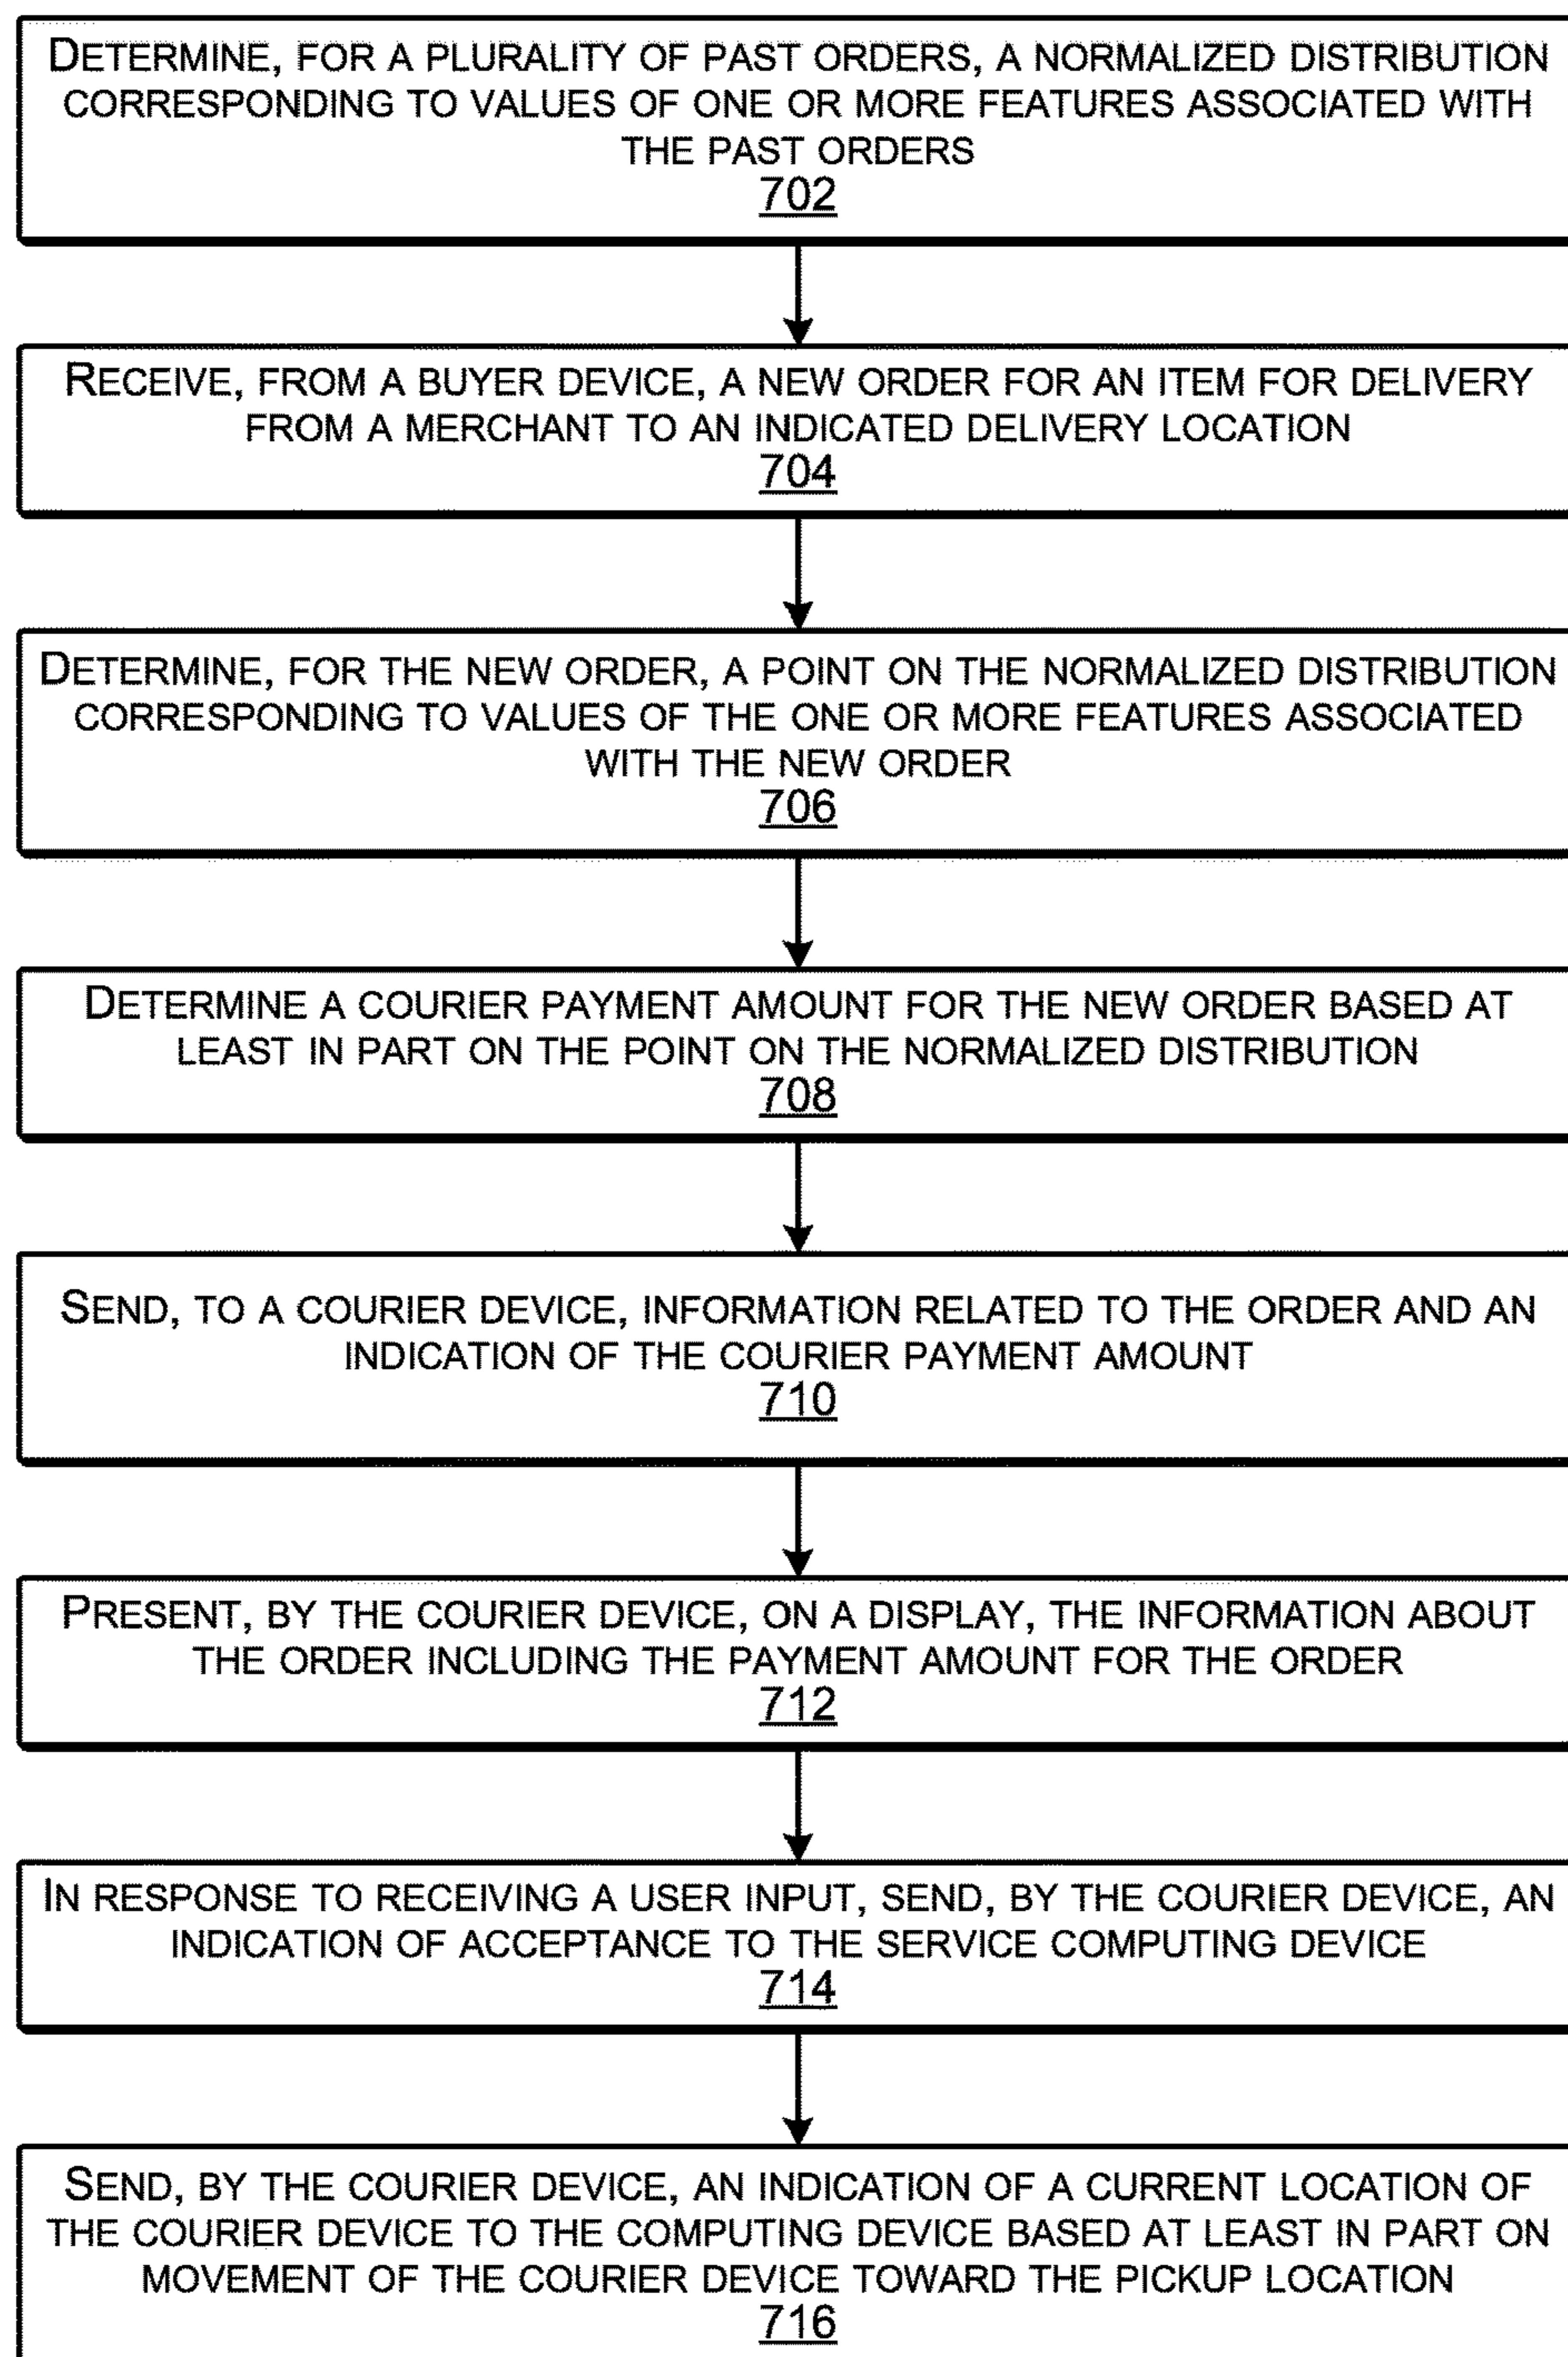 DETERMINE, FOR A PLURALITY OF PAST ORDERS, A NORMALIZED DISTRIBUTION
CORRESPONDING TO VALUES OF ONE OR MORE FEATURES ASSOCIATED WITH
THE PAST ORDERS
702
RECEIVE, FROM A BUYER DEVICE, A NEW ORDER FOR AN ITEM FOR DELIVERY
FROM A MERCHANT TO AN INDICATED DELIVERY LOCATION
704
DETERMINE, FOR THE NEW ORDER, A POINT ON THE NORMALIZED DISTRIBUTION
CORRESPONDING TO VALUES OF THE ONE OR MORE FEATURES ASSOCIATED
WITH THE NEW ORDER
706
DETERMINE A COURIER PAYMENT AMOUNT FOR THE NEW ORDER BASED AT
LEAST IN PART ON THE POINT ON THE NORMALIZED DISTRIBUTION
708
SEND, TO A COURIER DEVICE, INFORMATION RELATED TO THE ORDER AND AN
INDICATION OF THE COURIER PAYMENT AMOUNT
710
PRESENT, BY THE COURIER DEVICE, ON A DISPLAY, THE INFORMATION ABOUT
THE ORDER INCLUDING THE PAYMENT AMOUNT FOR THE ORDER
712
IN RESPONSE TO RECEIVING A USER INPUT, SEND, BY THE COURIER DEVICE, AN
INDICATION OF ACCEPTANCE TO THE SERVICE COMPUTING DEVICE
714
SEND, BY THE COURIER DEVICE, AN INDICATION OF A CURRENT LOCATION OF
THE COURIER DEVICE TO THE COMPUTING DEVICE BASED AT LEAST IN PART ON
MOVEMENT OF THE COURIER DEVICE TOWARD THE PICKUP LOCATION
716